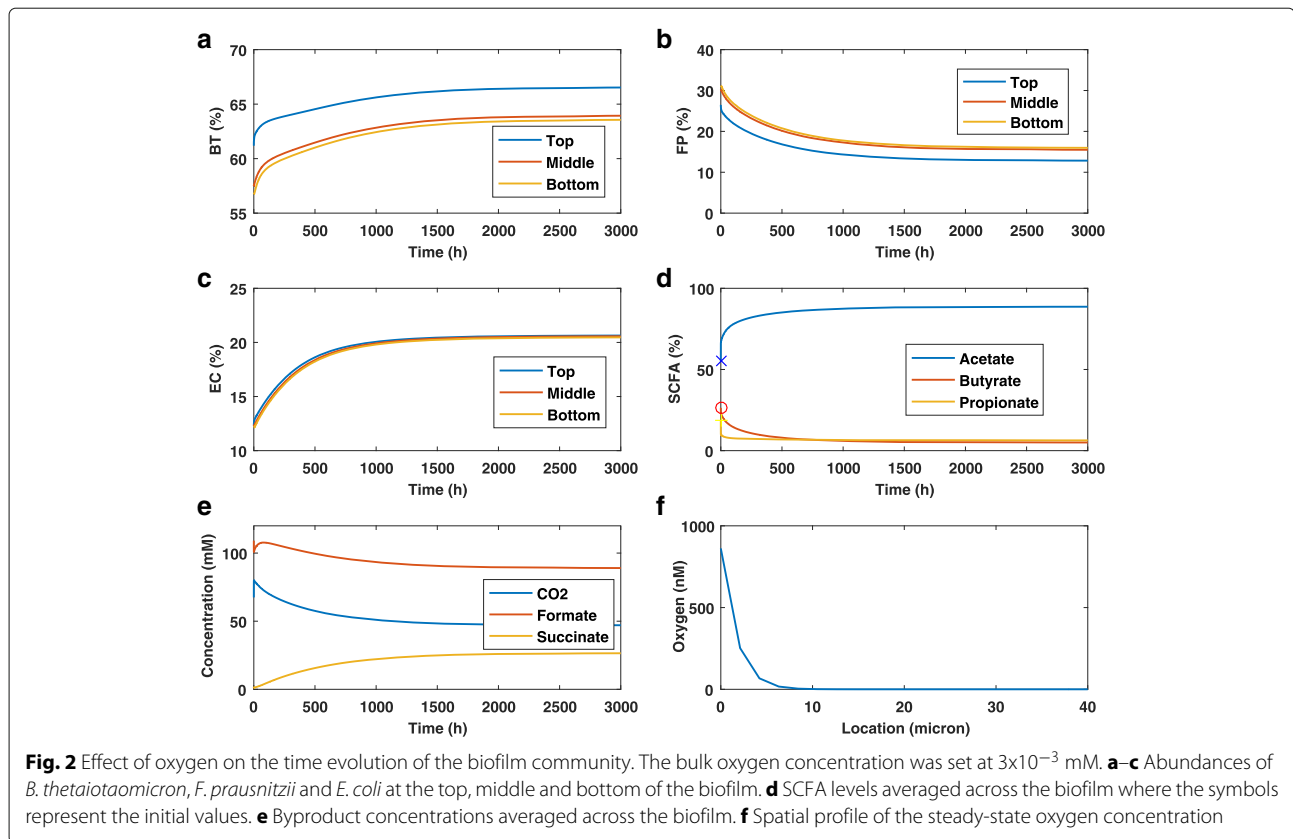 a
70
65
60
55
BT (%)
Top
Middle
Bottom
0 500 1000 1500 2000 2500 3000
Time (h)
b
40
30
20
10
0
FP (%)
Top
Middle
Bottom
0 500 1000 1500 2000 2500 3000
Time (h)
c
25
20
15
10
EC (%)
Top
Middle
Bottom
0 500 1000 1500 2000 2500 3000
Time (h)
d
100
50
0
SCFA (%)
Acetate
Butyrate
Propionate
0 500 1000 1500 2000 2500 3000
Time (h)
e
100
50
0
Concentration (mM)
CO2
Formate
Succinate
0 500 1000 1500 2000 2500 3000
Time (h)
f
1000
500
0
Oxygen (nM)
0 10 20 30 40
Location (micron)
Fig. 2 Effect of oxygen on the time evolution of the biofilm community. The bulk oxygen concentration was set at 3x10⁻³ mM. a–c Abundances of
B. thetaiotaomicron, F. prausnitzii and E. coli at the top, middle and bottom of the biofilm. d SCFA levels averaged across the biofilm where the symbols
represent the initial values. e Byproduct concentrations averaged across the biofilm. f Spatial profile of the steady-state oxygen concentration